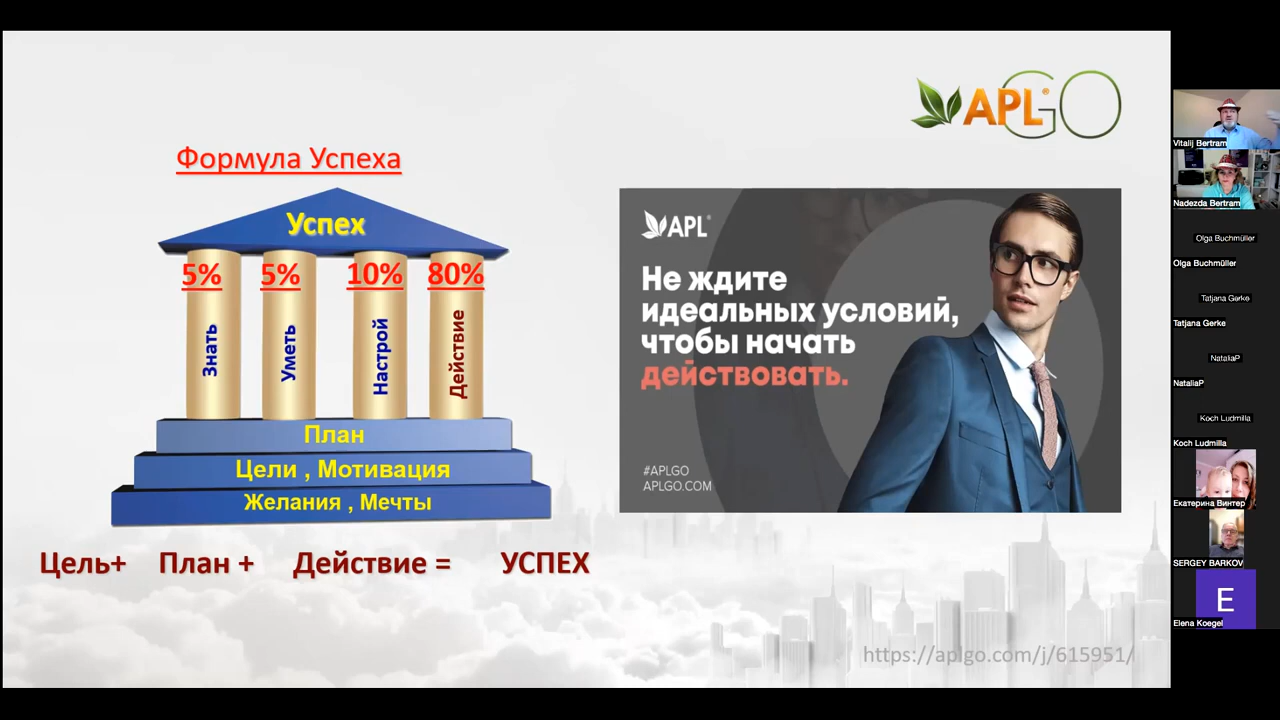 APL® GO
Формула Успеха
Успех
5% 5% 10% 80%
Знать
Уметь
Настрой
Действие
План
Цели , Мотивация
Желания , Мечты
Цель+ План + Действие = УСПЕХ
APL®
Не ждите
идеальных условий,
чтобы начать
действовать.
#APLGO
APLGO.COM
https://aplgo.com/j/615951/
Vitalij Bertram
Nadezda Bertram
Olga Buchmüller
Olga Buchmüller
Tatjana Gerke
Tatjana Gerke
NataliaP
NataliaP
Koch Ludmilla
Koch Ludmilla
Екатерина Винтер
SERGEY BARKOV
E
Elena Koegel